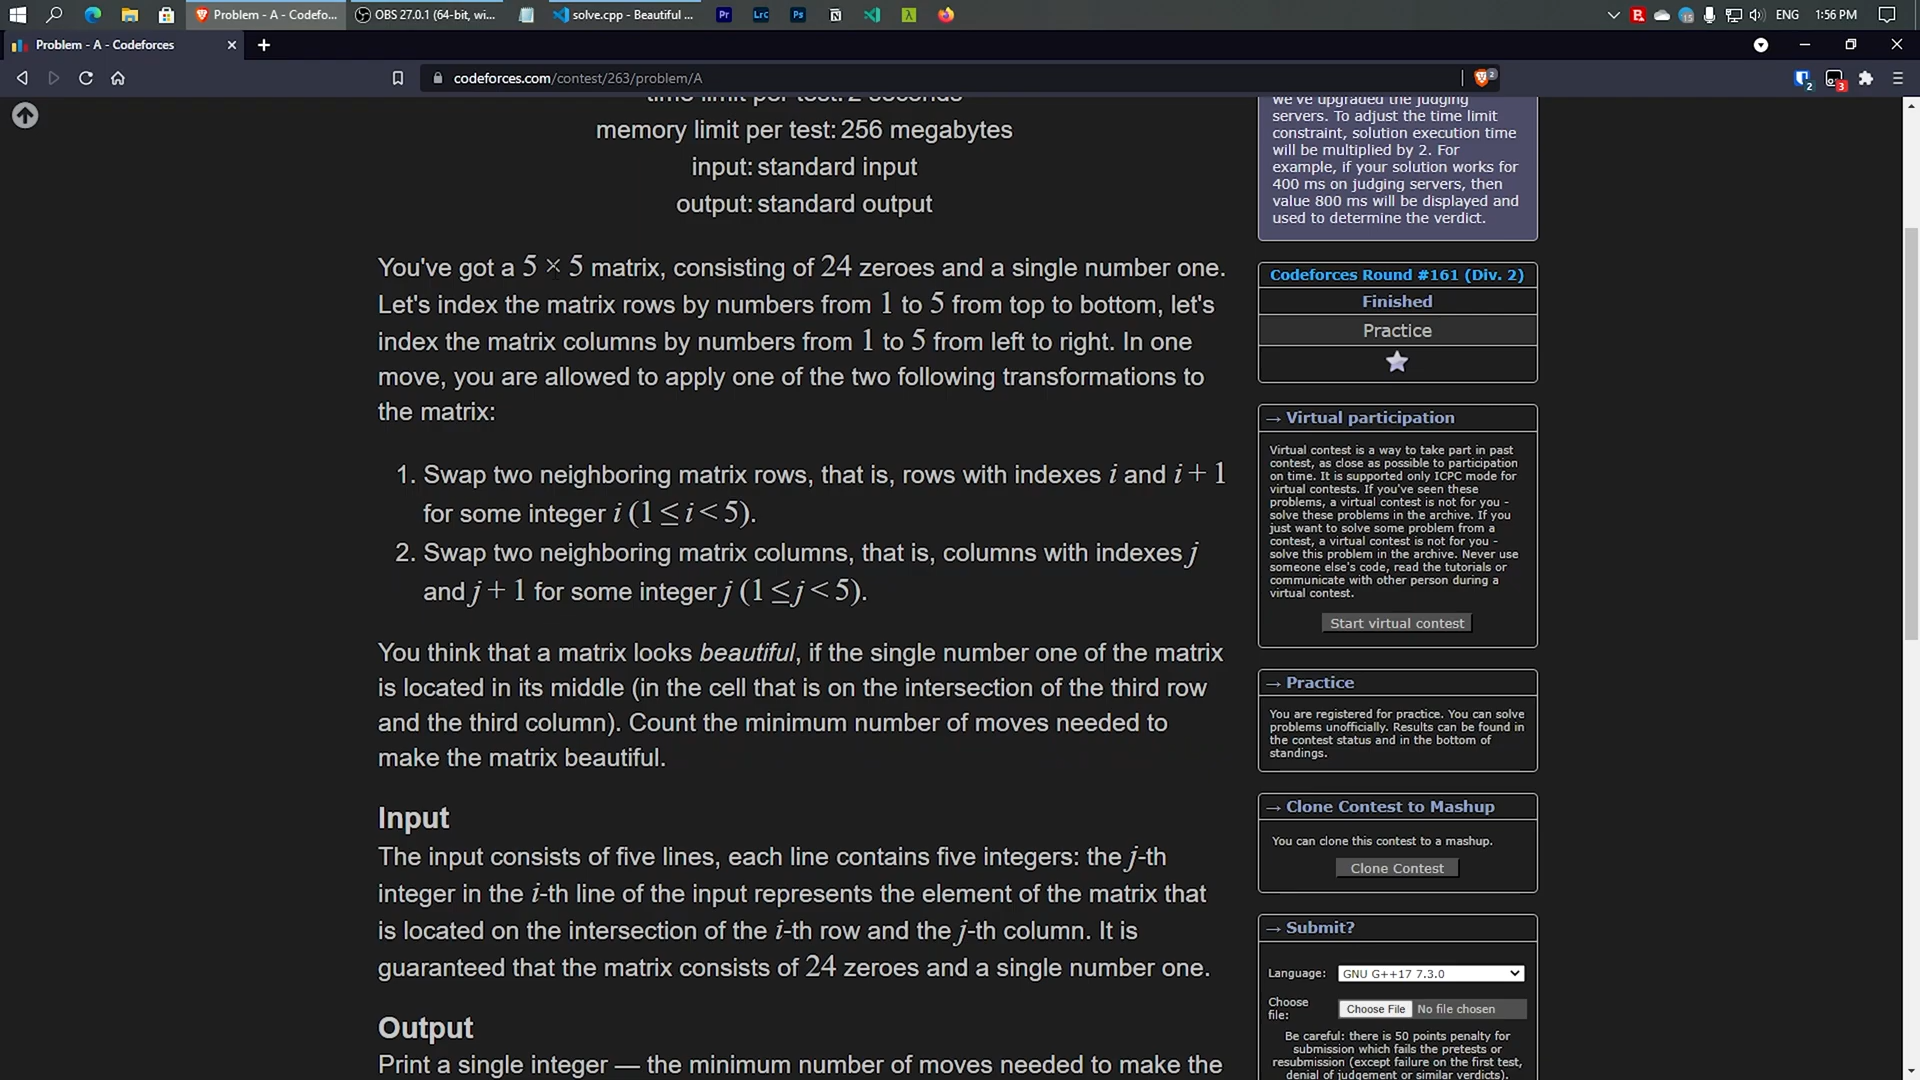 Problem - A - Codefo...
OBS 27.0.1 (64-bit, wi...
solve.cpp - Beautiful ...
Pr
Lrc
Ps
ENG
1:56 PM
Problem - A - Codeforces
codeforces.com/contest/263/problem/A
2
2
3
time limit per test: 2 seconds
memory limit per test: 256 megabytes
input: standard input
output: standard output
You've got a 5 × 5 matrix, consisting of 24 zeroes and a single number one.
Let's index the matrix rows by numbers from 1 to 5 from top to bottom, let's
index the matrix columns by numbers from 1 to 5 from left to right. In one
move, you are allowed to apply one of the two following transformations to
the matrix:
1. Swap two neighboring matrix rows, that is, rows with indexes i and i + 1
for some integer i (1 ≤ i < 5).
2. Swap two neighboring matrix columns, that is, columns with indexes j
and j + 1 for some integer j (1 ≤ j < 5).
You think that a matrix looks beautiful, if the single number one of the matrix
is located in its middle (in the cell that is on the intersection of the third row
and the third column). Count the minimum number of moves needed to
make the matrix beautiful.
Input
The input consists of five lines, each line contains five integers: the j-th
integer in the i-th line of the input represents the element of the matrix that
is located on the intersection of the i-th row and the j-th column. It is
guaranteed that the matrix consists of 24 zeroes and a single number one.
Output
Print a single integer — the minimum number of moves needed to make the
we've upgraded the judging
servers. To adjust the time limit
constraint, solution execution time
will be multiplied by 2. For
example, if your solution works for
400 ms on judging servers, then
value 800 ms will be displayed and
used to determine the verdict.
Codeforces Round #161 (Div. 2)
Finished
Practice
→ Virtual participation
Virtual contest is a way to take part in past
contest, as close as possible to participation
on time. It is supported only ICPC mode for
virtual contests. If you've seen these
problems, a virtual contest is not for you -
solve these problems in the archive. If you
just want to solve some problem from a
contest, a virtual contest is not for you -
solve this problem in the archive. Never use
someone else's code, read the tutorials or
communicate with other person during a
virtual contest.
Start virtual contest
→ Practice
You are registered for practice. You can solve
problems unofficially. Results can be found in
the contest status and in the bottom of
standings.
→ Clone Contest to Mashup
You can clone this contest to a mashup.
Clone Contest
→ Submit?
Language: GNU G++17 7.3.0
Choose
file: Choose File No file chosen
Be careful: there is 50 points penalty for
submission which fails the pretests or
resubmission (except failure on the first test,
denial of judgement or similar verdicts).